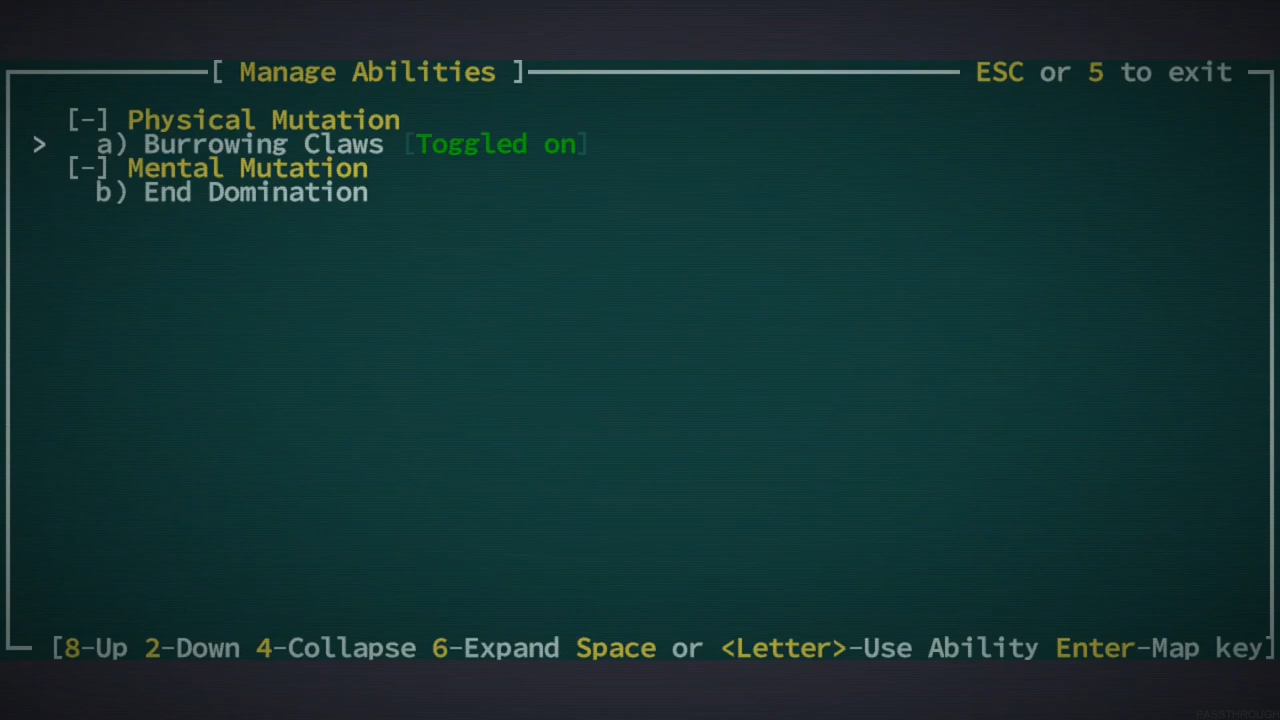 [ Manage Abilities ] ESC or 5 to exit
[-] Physical Mutation
> a) Burrowing Claws [Toggled on]
[-] Mental Mutation
b) End Domination
[8-Up 2-Down 4-Collapse 6-Expand Space or <Letter>-Use Ability Enter-Map key]
PASSTHROUGH